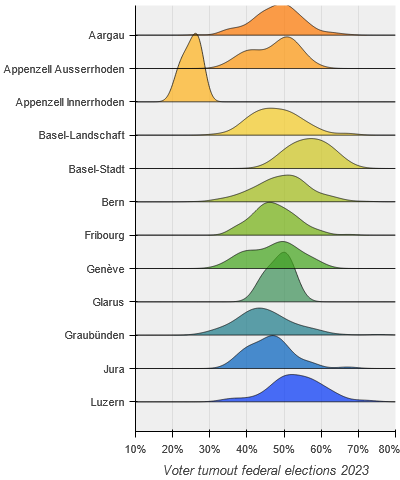 Aargau
Appenzell Ausserrhoden
Appenzell Innerrhoden
Basel-Landschaft
Basel-Stadt
Bern
Fribourg
Genève
Glarus
Graubünden
Jura
Luzern
10% 20% 30% 40% 50% 60% 70% 80%
Voter turnout federal elections 2023